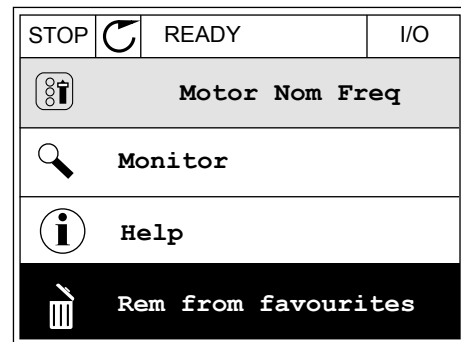 STOP READY I/O
Motor Nom Freq
Monitor
Help
Rem from favourites